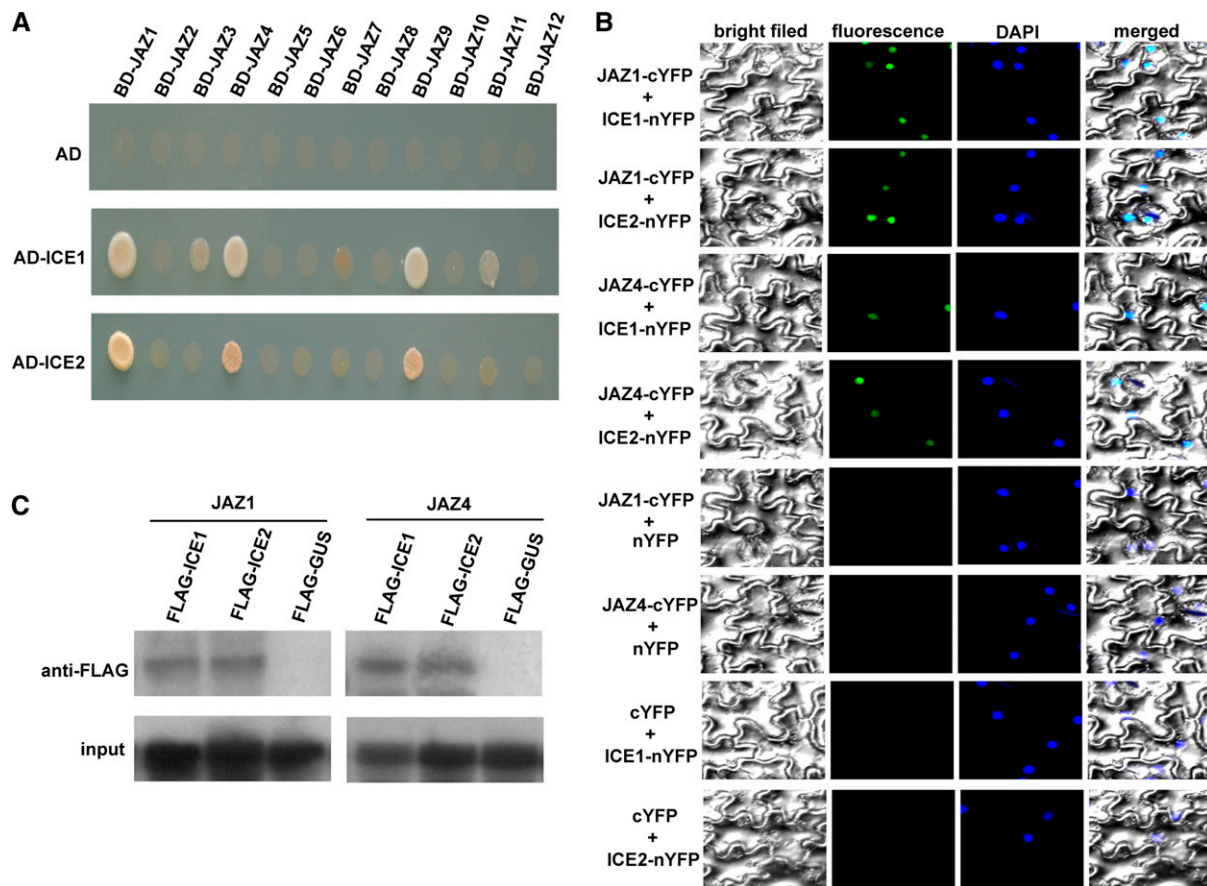 A
BD-JAZ1
BD-JAZ2
BD-JAZ3
BD-JAZ4
BD-JAZ5
BD-JAZ6
BD-JAZ7
BD-JAZ8
BD-JAZ9
BD-JAZ10
BD-JAZ11
BD-JAZ12
AD
AD-ICE1
AD-ICE2
B
bright filed fluorescence DAPI merged
JAZ1-cYFP
+
ICE1-nYFP
JAZ1-cYFP
+
ICE2-nYFP
JAZ4-cYFP
+
ICE1-nYFP
JAZ4-cYFP
+
ICE2-nYFP
JAZ1-cYFP
+
nYFP
JAZ4-cYFP
+
nYFP
cYFP
+
ICE1-nYFP
cYFP
+
ICE2-nYFP
C
JAZ1 JAZ4
FLAG-ICE1
FLAG-ICE2
FLAG-GUS
FLAG-ICE1
FLAG-ICE2
FLAG-GUS
anti-FLAG
input